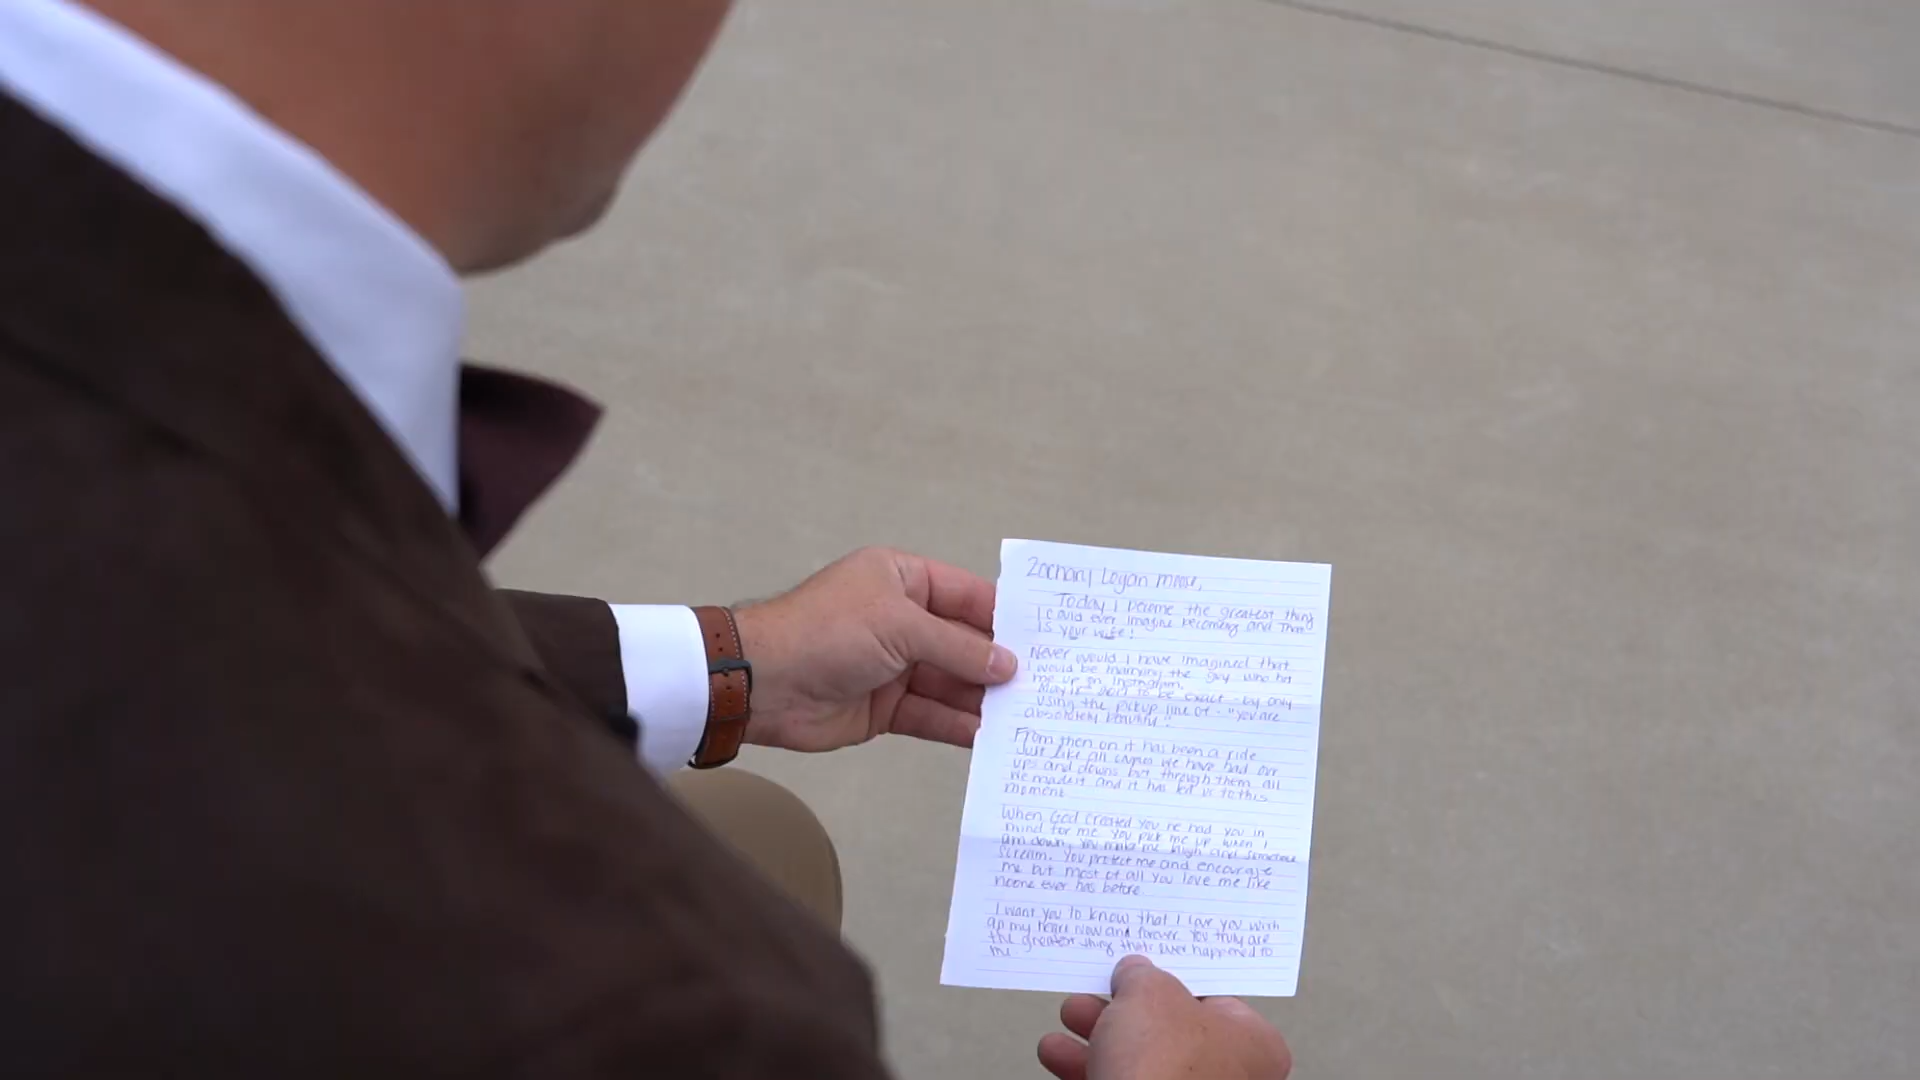 Zachary Logan Moose,
Today I become the greatest thing
I could ever imagine becoming and that
is your wife!
Never would I have imagined that
I would be marrying the guy who hit
me up on Instagram.
May to be exact - by only
using the pickup line of - "You are
absolutely beautiful".
From then on it has been a ride
Just like all couples we have had our
ups and downs but through them all
we made it and it has led us to this
moment.
When God created you he had you in
mind for me. You pick me up when I
am down, you make me laugh and sometimes
scream. You protect me and encourage
me but most of all you love me like
noone ever has before.
I want you to know that I love you with
all my heart now and forever. You truly are
the greatest thing thats ever happened to
me.